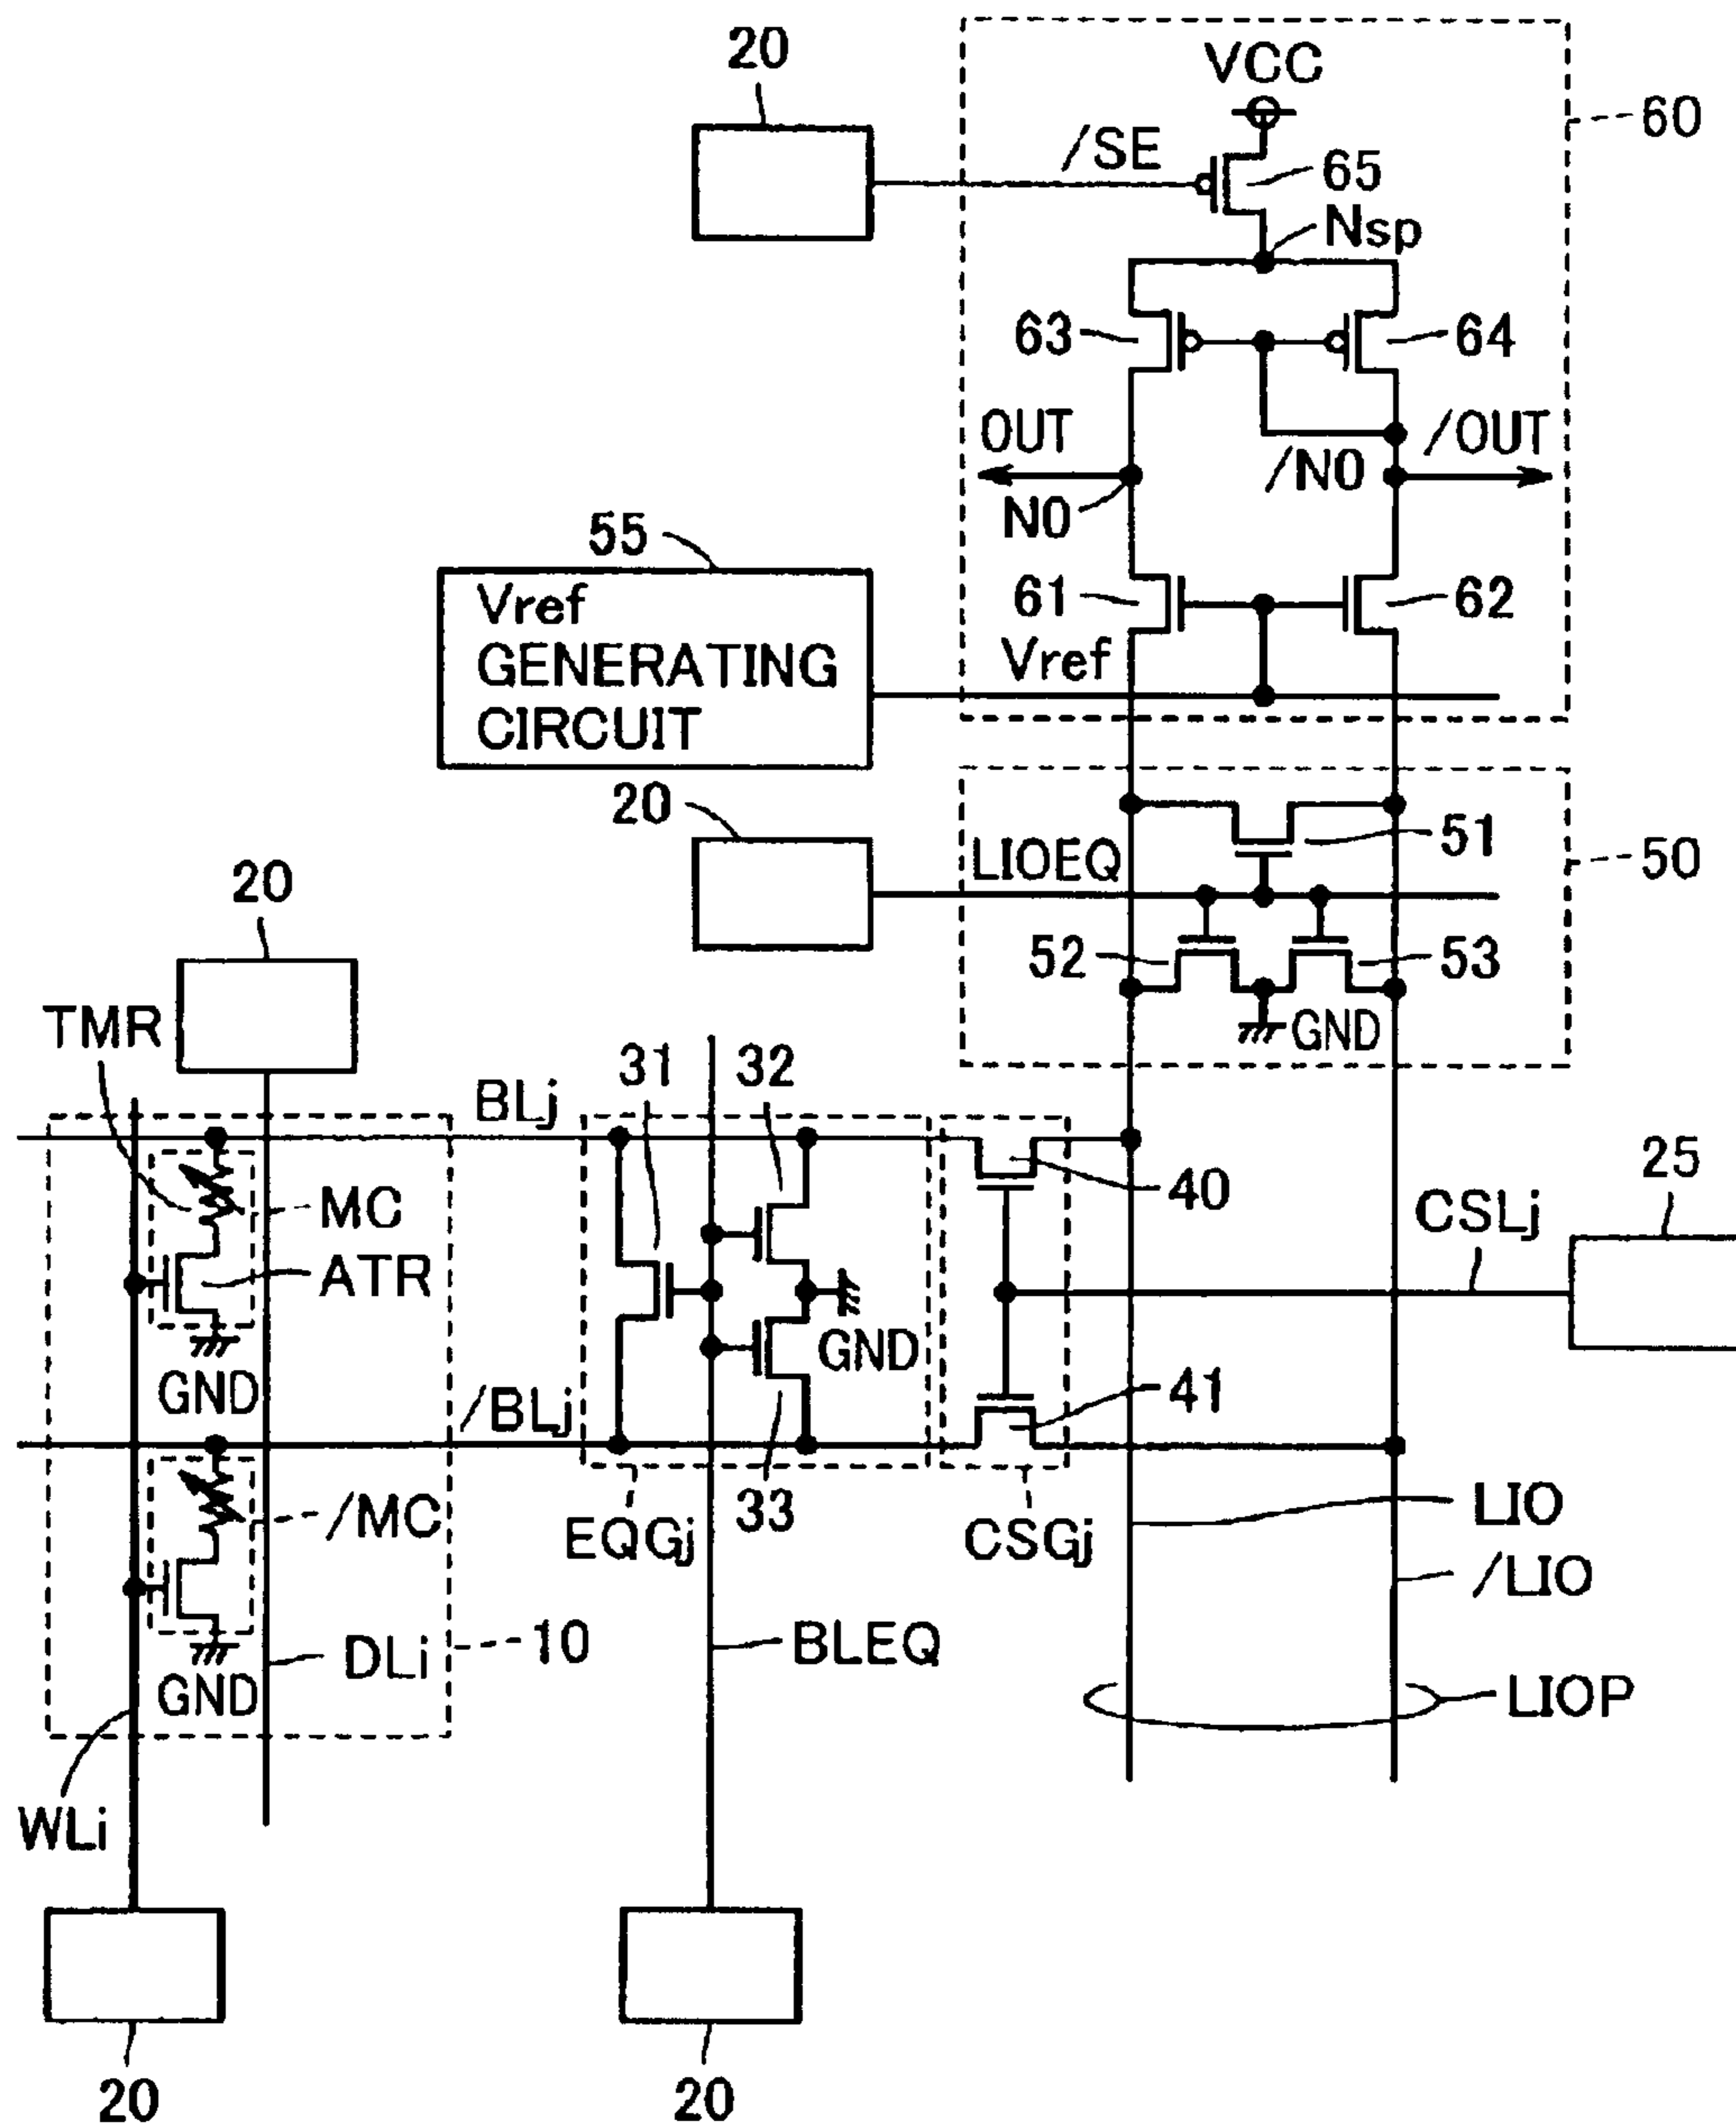 20
VCC
60
/SE
65
Nsp
63
64
OUT
/OUT
/N0
N0
55
Vref
GENERATING
CIRCUIT
61
62
Vref
20
51
LIOEQ
50
20
52
53
TMR
GND
31
32
BLj
25
MC
40
CSLj
ATR
GND
GND
/BLj
41
/MC
33
LIO
EQGj
CSGj
/LIO
10
BLEQ
DLi
GND
LIOP
WLi
20
20